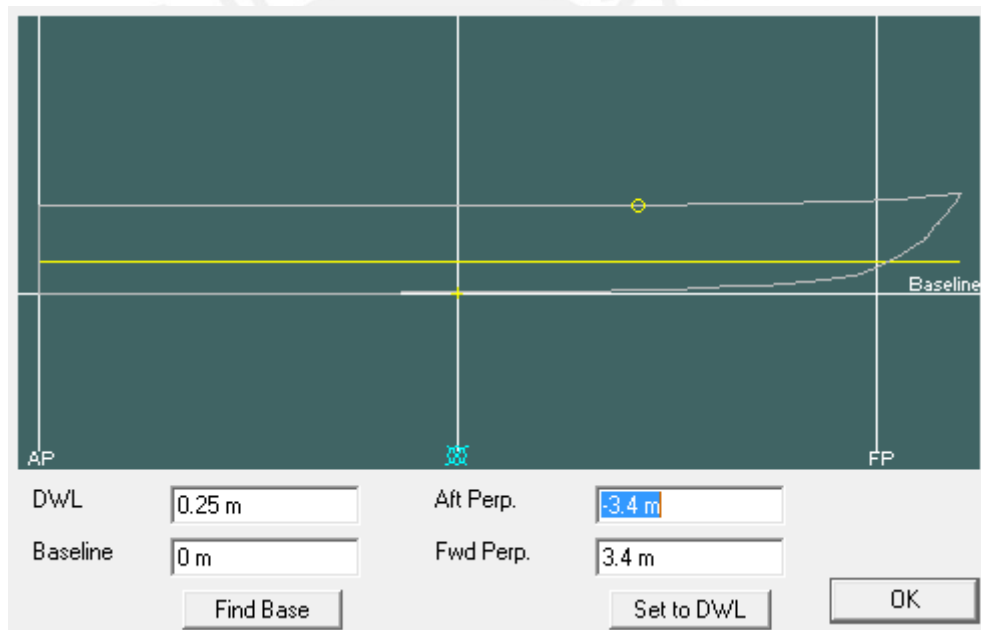 Baseline
AP
FP
DWL
0.25 m
Aft Perp.
-3.4 m
Baseline
0 m
Fwd Perp.
3.4 m
Find Base
Set to DWL
OK